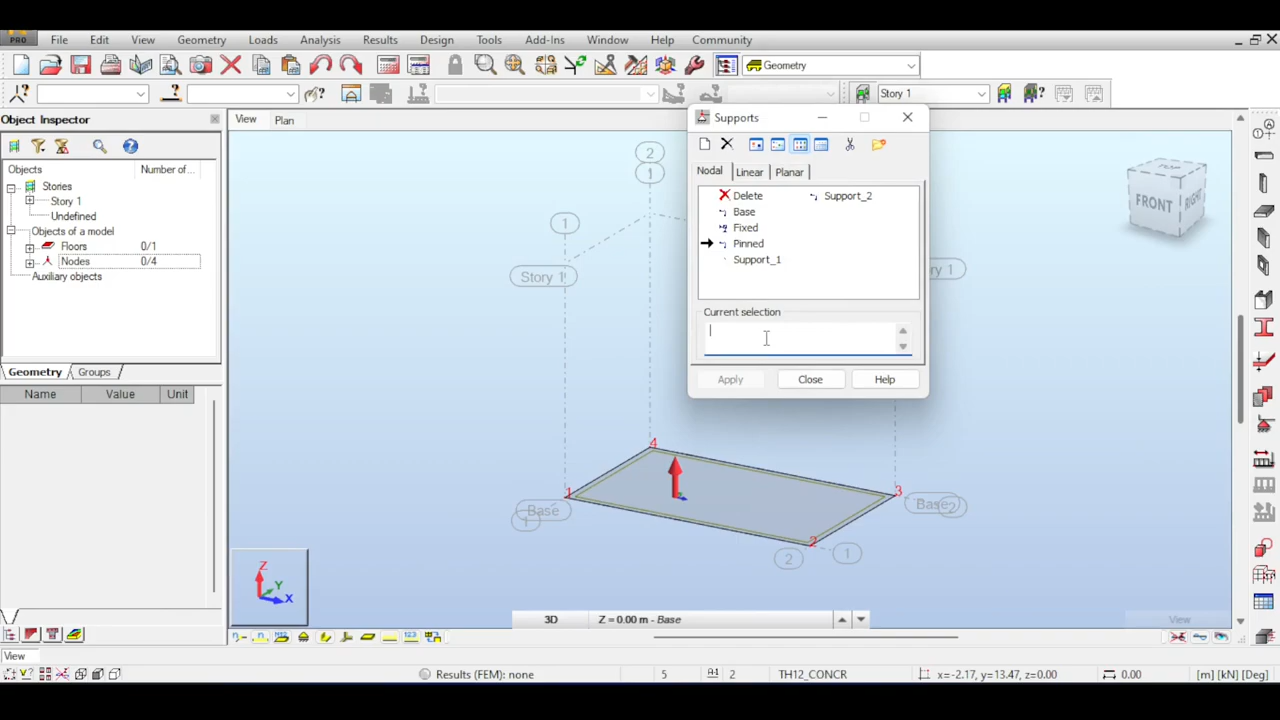 PRO
File Edit View Geometry Loads Analysis Results Design Tools Add-Ins Window Help Community
Geometry
Story 1
Object Inspector
View Plan
Objects Number of...
Stories
Story 1
Undefined
Objects of a model
Floors 0/1
Nodes 0/4
Auxiliary objects
Geometry Groups
Name Value Unit
Supports
Nodal Linear Planar
Delete Support_2
Base
Fixed
Pinned
Support_1
Current selection
Apply Close Help
2
1
1
Story 1
ry 1
FRONT RIGHT
4
1
3
2
Base
1
Base
2
2
1
Z
Y
X
3D Z = 0.00 m - Base
View
View
Results (FEM): none 5 2 TH12_CONCR x=-2.17, y=13.47, z=0.00 0.00 [m] [kN] [Deg]